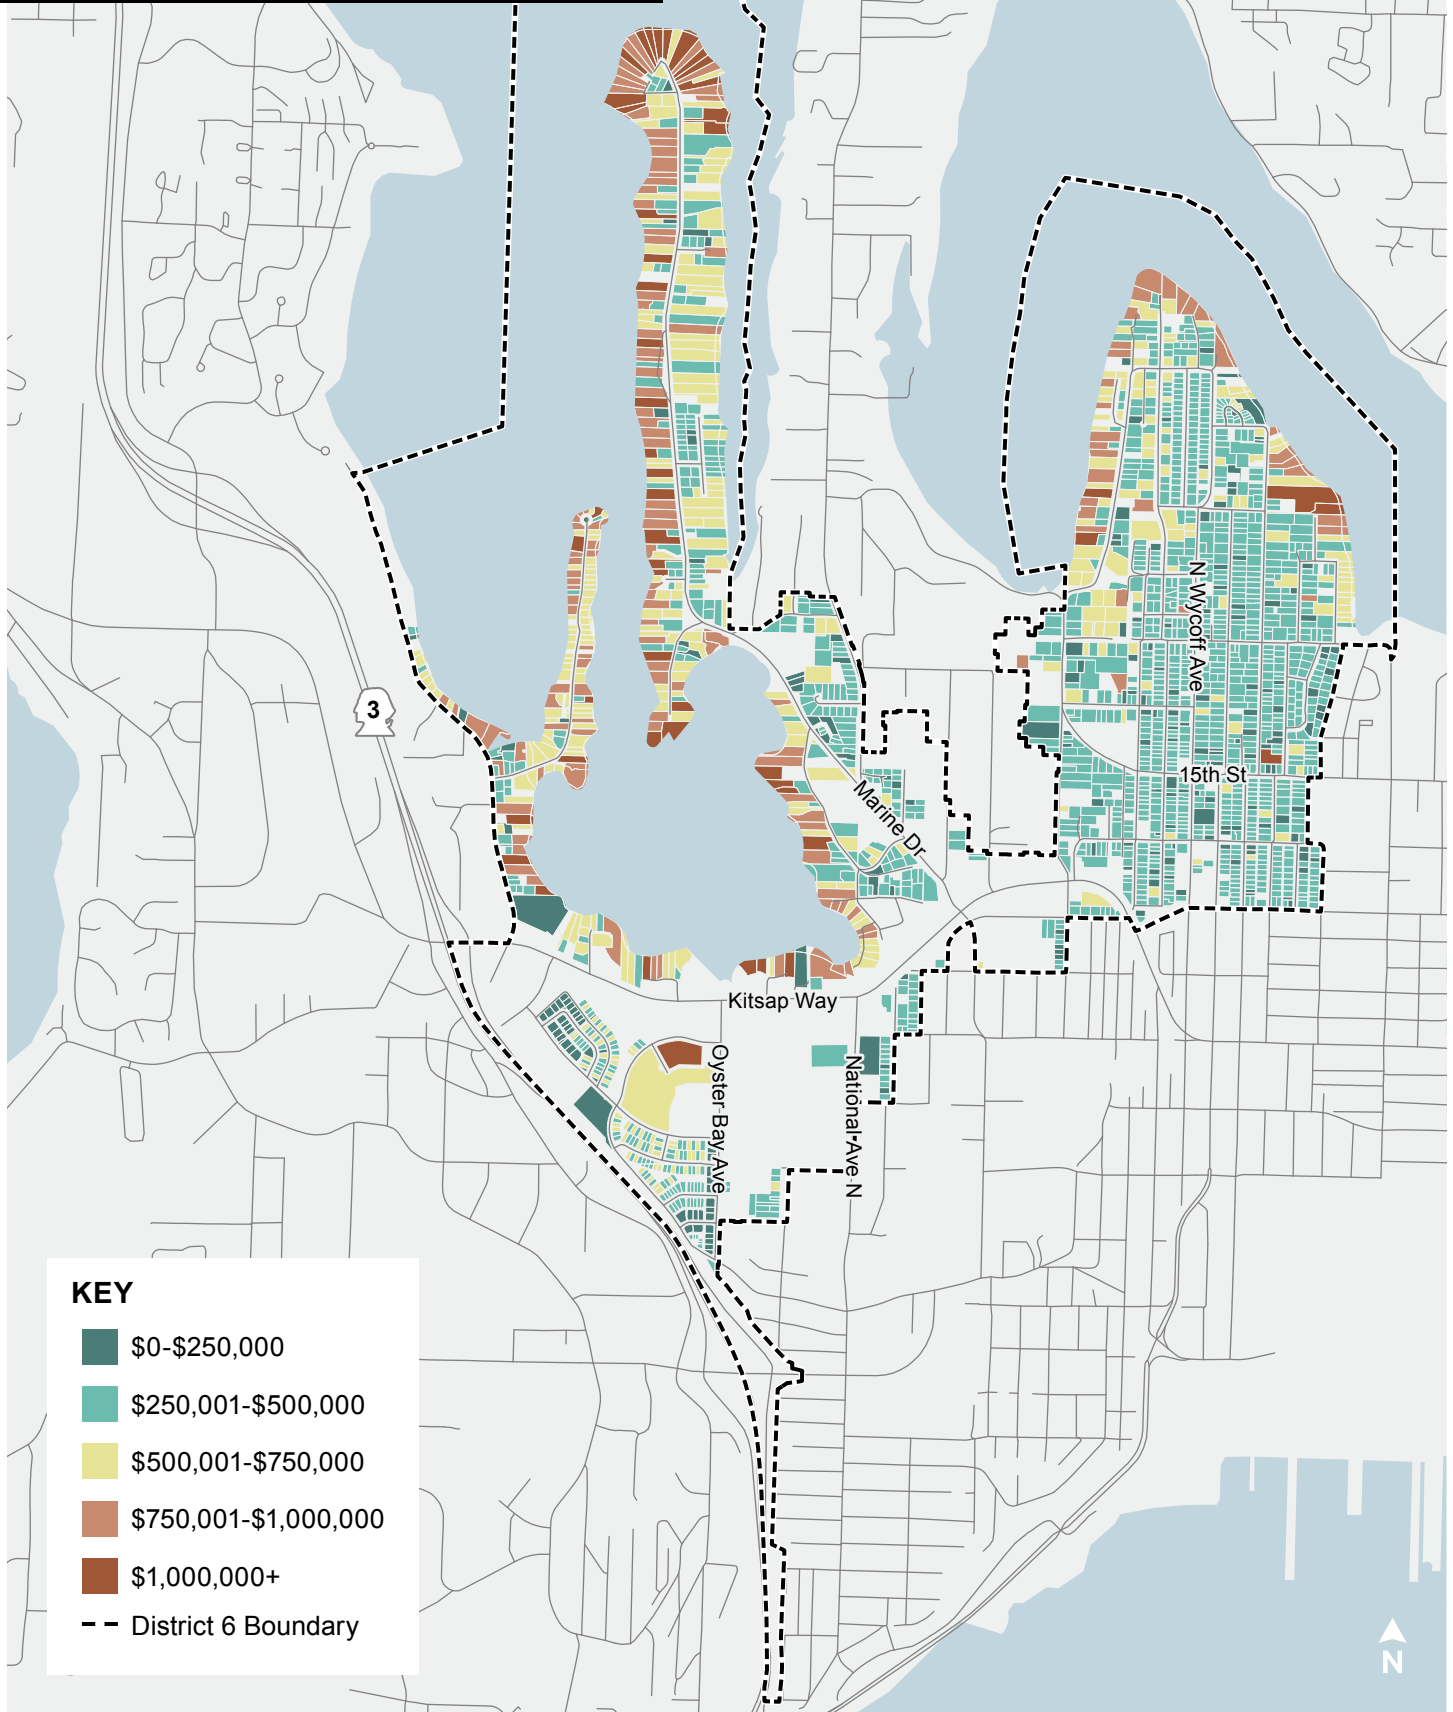 3
N Wycoff Ave
15th St
Marine Dr
Kitsap Way
Oyster Bay Ave
National Ave N
KEY
$0-$250,000
$250,001-$500,000
$500,001-$750,000
$750,001-$1,000,000
$1,000,000+
District 6 Boundary
N